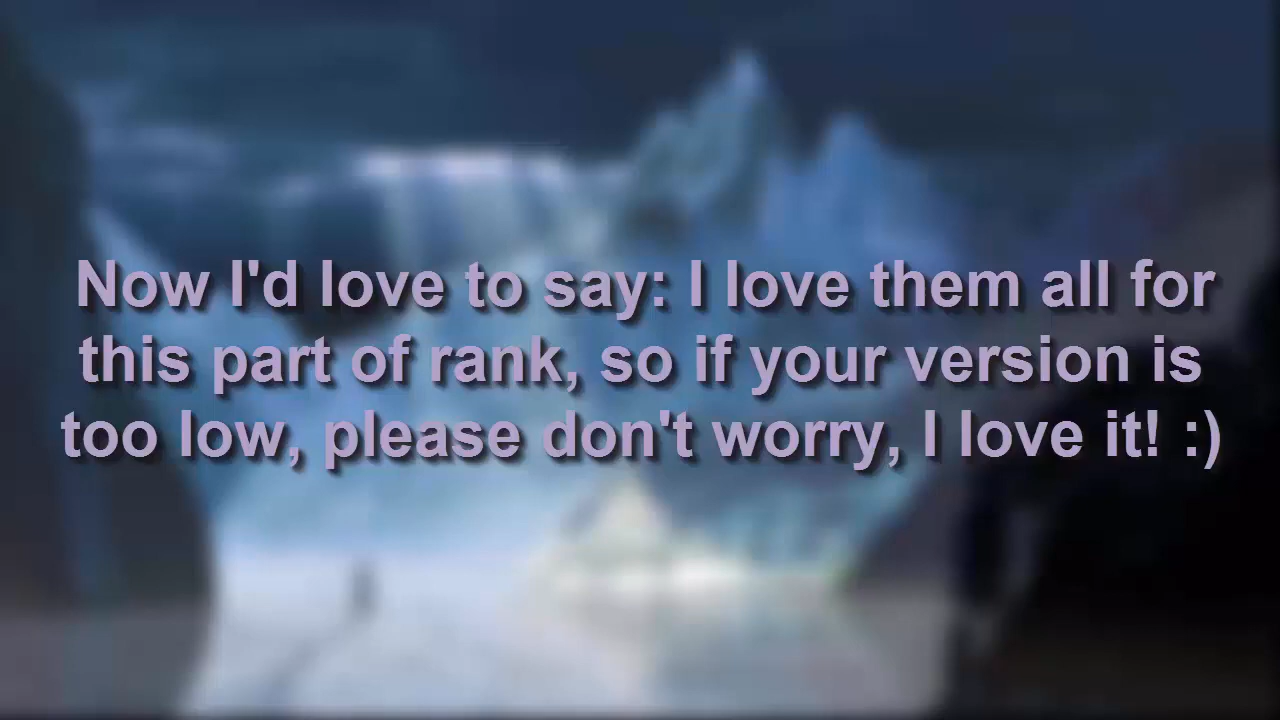 Now I'd love to say: I love them all for
this part of rank, so if your version is
too low, please don't worry, I love it! :)